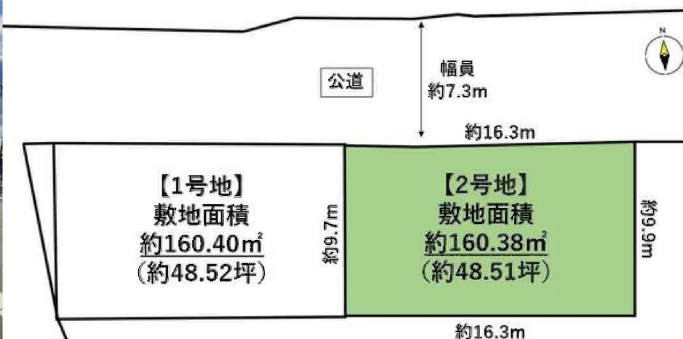 N
公道
幅員
約7.3m
約16.3m
【1号地】
敷地面積
約160.40㎡
(約48.52坪)
約9.7m
【2号地】
敷地面積
約160.38㎡
(約48.51坪)
約9.9m
約16.3m